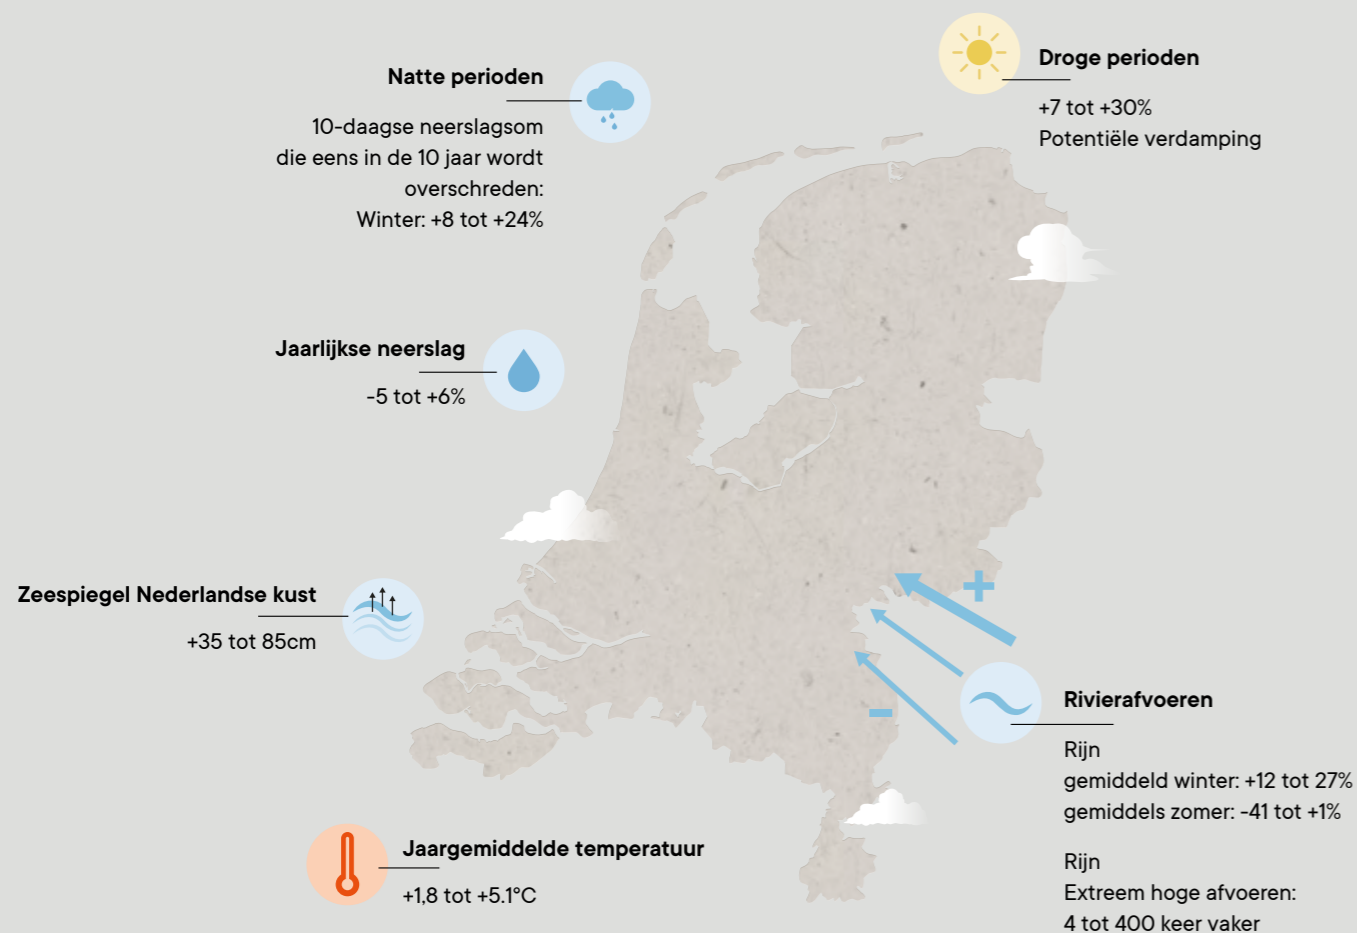 Natte perioden
10-daagse neerslagsom
die eens in de 10 jaar wordt
overschreden:
Winter: +8 tot +24%
Droge perioden
+7 tot +30%
Potentiële verdamping
Jaarlijkse neerslag
-5 tot +6%
Zeespiegel Nederlandse kust
+35 tot 85cm
Jaargemiddelde temperatuur
+1,8 tot +5.1°C
+
-
Rivierafvoeren
Rijn
gemiddeld winter: +12 tot 27%
gemiddels zomer: -41 tot +1%
Rijn
Extreem hoge afvoeren:
4 tot 400 keer vaker